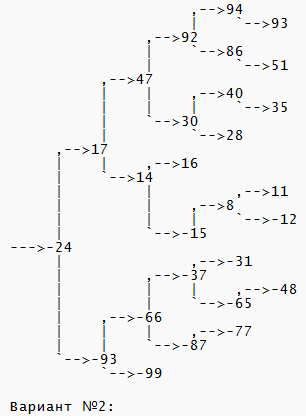 ,-->94
| `-->93
,-->92
| `-->86
| `-->51
,-->47
| | ,-->40
| | | `-->35
| `-->30
| `-->28
,-->17
| | ,-->16
| `-->14
| | ,-->11
| | ,-->8
| | | `-->-12
| `-->-15
--->-24
| ,-->-31
| ,-->-37
| | | ,-->-48
| | `-->-65
| ,-->-66
| | | ,-->-77
| | `-->-87
`-->-93
`-->-99
Вариант №2: